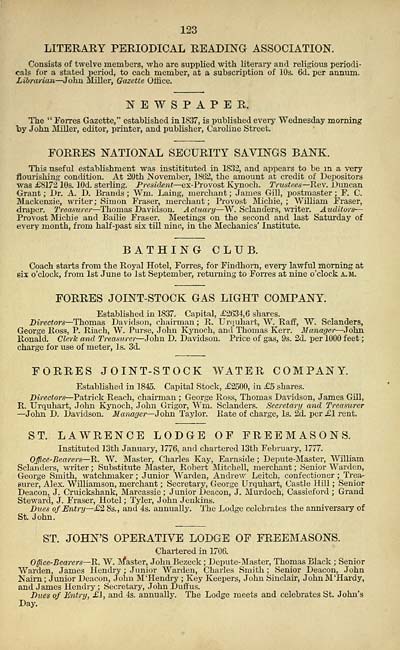 123
LITERARY PERIODICAL READING ASSOCIATION.
Consists of twelve members, who are supplied with literary and religious periodi-
cals for a stated period, to each member, at a subscription of 10s. 6d. per annum.
Librarian—John Miller, Gazette Office.
NEWSPAPER.
The "Forres Gazette," established in 1837, is published every Wednesday morning
by John Miller, editor, printer, and publisher, Caroline Street.
FORRES NATIONAL SECURITY SAVINGS BANK.
This useful establishment was instituted in 1832, and appears to be in a very
flourishing condition. At 20th November, 1862, the amount at credit of Depositors
was £8172 10s. 10d. sterling. President—ex-Provost Kynoch. Trustees—Rev. Duncan
Grant; Dr. A. D. Brands; Wm. Laing, merchant; James Gill, postmaster; F. C.
Mackenzie, writer; Simon Fraser, merchant; Provost Michie, ; William Fraser,
draper. Treasurer—Thomas Davidson. Actuary—W. Sclanders, writer. Auditors—
Provost Michie and Bailie Fraser. Meetings on the second and last Saturday of
every month, from half-past six till nine, in the Mechanics' Institute.
BATHING CLUB.
Coach starts from the Royal Hotel, Forres, for Findhorn, every lawful morning at
six o'clock, from 1st June to 1st September, returning to Forres at nine o'clock A.M.
FORRES JOINT-STOCK GAS LIGHT COMPANY.
Established in 1837. Capital, £2634,6 shares.
Directors—Thomas Davidson, chairman; R. Urquhart, W. Raff, W. Sclanders,
George Ross, P. Riach, W. Purse, John Kynoch, and Thomas Kerr. Manager—John
Ronald. Clerk and Treasurer—John D. Davidson. Price of gas, 9s. 2d. per 1000 feet;
charge for use of meter, 1s. 3d.
FORRES JOINT-STOCK WATER COMPANY.
Established in 1845. Capital Stock, £2500, in £5 shares.
Directors—Patrick Reach, chairman; George Ross, Thomas Davidson, James Gill,
R. Urquhart, John Kynoch, John Grigor, Wm. Sclanders. Secretary and Treasurer
—John D. Davidson. Manager—John Taylor. Rate of charge, 1s. 2d. per £1 rent.
ST. LAWRENCE LODGE OF FREEMASONS.
Instituted 13th January, 1776, and chartered 13th February, 1777.
Office-Bearers—R. W. Master, Charles Kay, Earnside; Depute-Master, William
Sclanders, writer; Substitute Master, Robert Mitchell, merchant; Senior Warden,
George Smith, watchmaker; Junior Warden, Andrew Leitch, confectioner; Trea-
surer, Alex. Williamson, merchant; Secretary, George Urquhart, Castle Hill; Senior
Deacon, J. Cruickshank, Marcassie; Junior Deacon, J. Murdoch, Cassieford; Grand
Steward, J. Fraser, Hotel; Tyler, John Jenkins.
Dues of Entry—£2 8s., and 4s. annually. The Lodge celebrates the anniversary of
St. John.
ST. JOHN'S OPERATIVE LODGE OF FREEMASONS.
Chartered in 1706.
Office-Bearers—R. W. Master, John Bezeck; Depute-Master, Thomas Black; Senior
Warden, James Hendry; Junior Warden, Charles Smith; Senior Deacon, John
Nairn; Junior Deacon, John M'Hendry; Key Keepers, John Sinclair, John M'Hardy,
and James Hendry; Secretary, John Duffus.
Dues of Entry, £1, and 4s. annually. The Lodge meets and celebrates St. John's
Day.